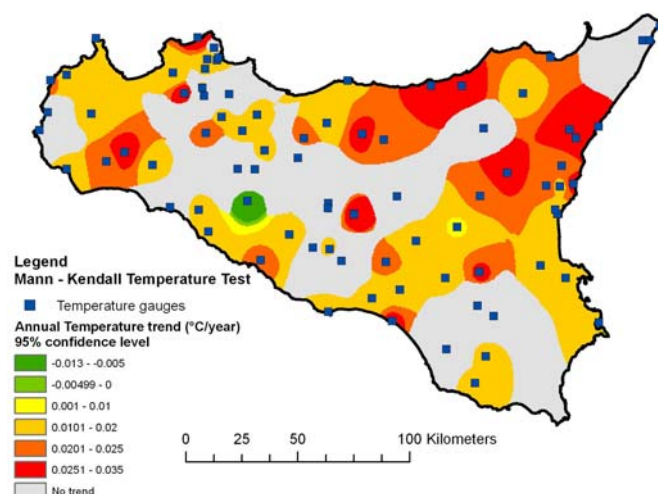 Legend
Mann - Kendall Temperature Test
Temperature gauges
Annual Temperature trend (°C/year)
95% confidence level
-0.013 - -0.005
-0.00499 - 0
0.001 - 0.01
0.0101 - 0.02
0.0201 - 0.025
0.0251 - 0.035
No trend
0 25 50 100 Kilometers